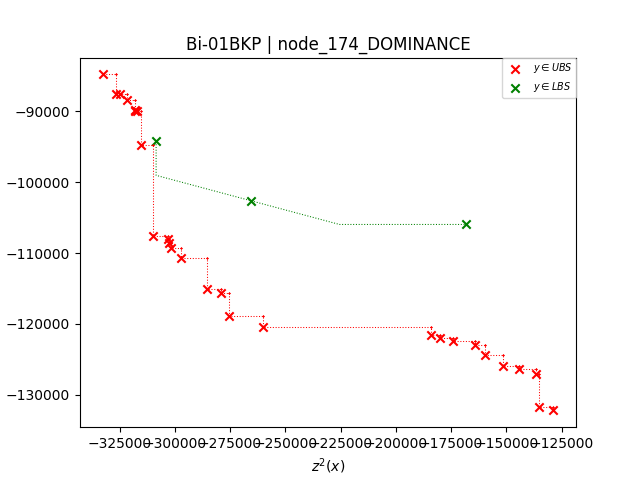 Bi-01BKP | node_174_DOMINANCE
y ∈ UBS
y ∈ LBS
−90000
−100000
−110000
−120000
−130000
−325000 −300000 −275000 −250000 −225000 −200000 −175000 −150000 −125000
z²(x)